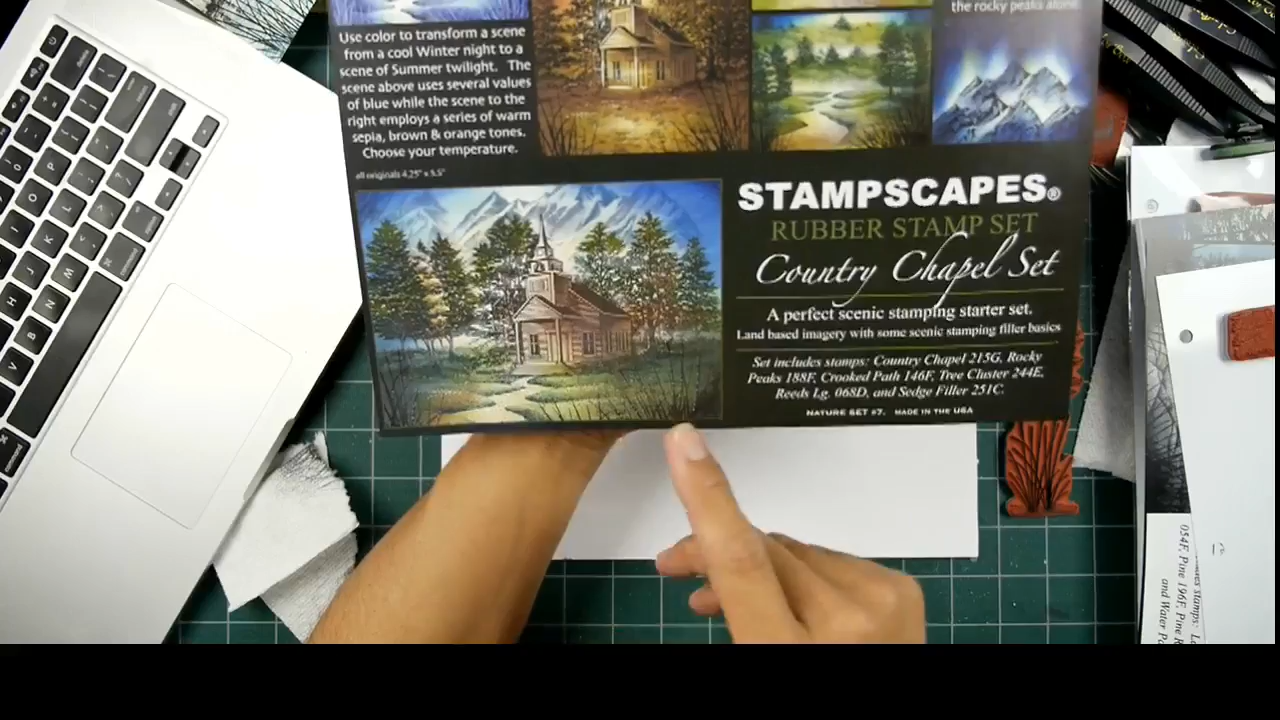 the rocky peaks alone.
Use color to transform a scene
from a cool Winter night to a
scene of Summer twilight. The
scene above uses several values
of blue while the scene to the
right employs a series of warm
sepia, brown & orange tones.
Choose your temperature.
all originals 4.25" x 5.5"
STAMPSCAPES®
RUBBER STAMP SET
Country Chapel Set
A perfect scenic stamping starter set.
Land based imagery with some scenic stamping filler basics
Set includes stamps: Country Chapel 215G, Rocky
Peaks 188F, Crooked Path 146F, Tree Cluster 244E,
Reeds Lg. 068D, and Sedge Filler 251C.
NATURE SET #7. MADE IN THE USA
054F, Pine 196F, Pine
and Water